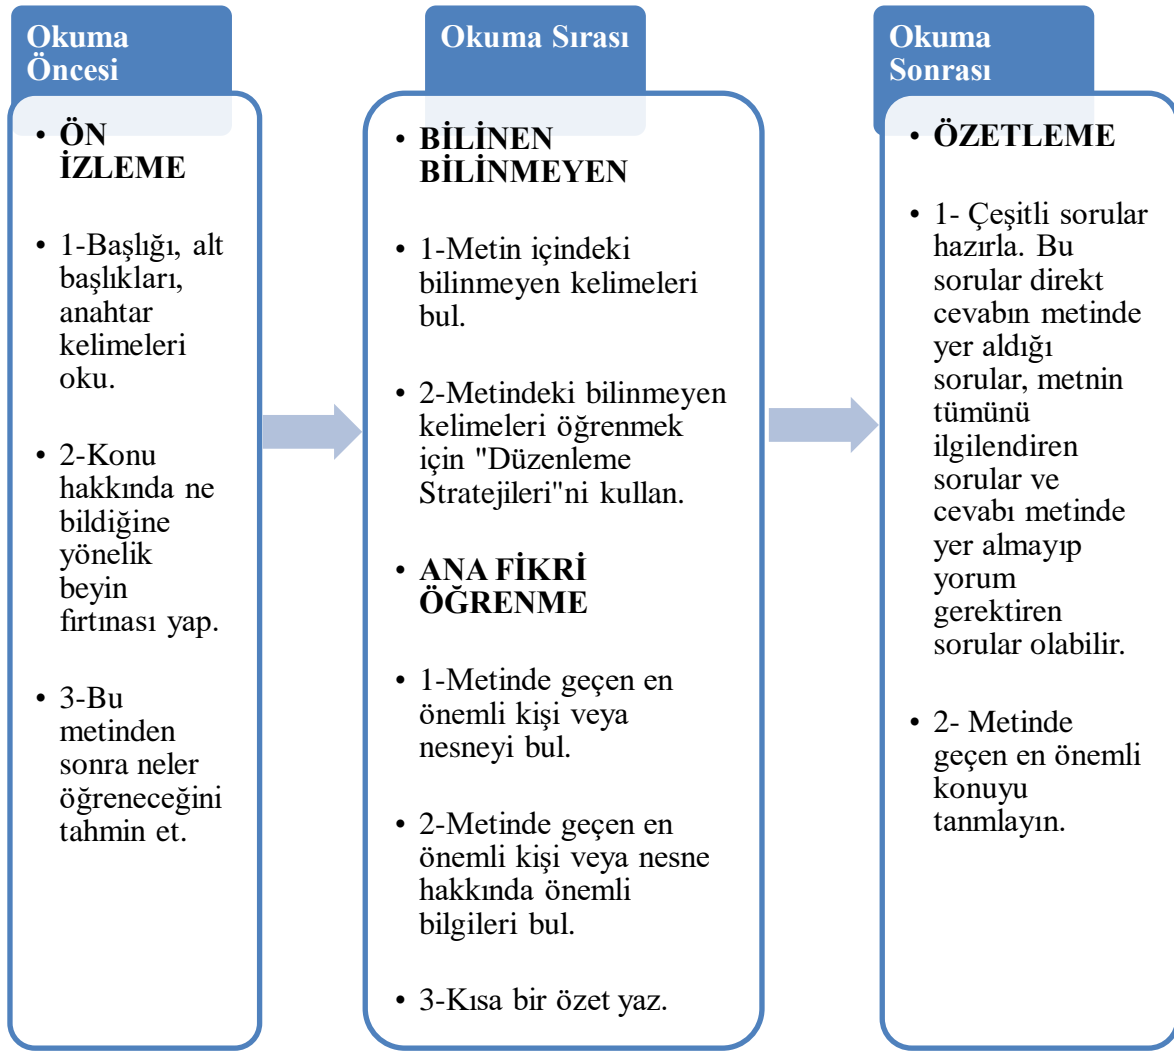 Okuma
Öncesi
• ÖN
İZLEME
• 1-Başlığı, alt
başlıkları,
anahtar
kelimeleri
oku.
• 2-Konu
hakkında ne
bildiğine
yönelik
beyin
fırtınası yap.
• 3-Bu
metinden
sonra neler
öğreneceğini
tahmin et.
Okuma Sırası
• BİLİNEN
BİLİNMEYEN
• 1-Metin içindeki
bilinmeyen kelimeleri
bul.
• 2-Metindeki bilinmeyen
kelimeleri öğrenmek
için "Düzenleme
Stratejileri"ni kullan.
• ANA FİKRİ
ÖĞRENME
• 1-Metinde geçen en
önemli kişi veya
nesneyi bul.
• 2-Metinde geçen en
önemli kişi veya nesne
hakkında önemli
bilgileri bul.
• 3-Kısa bir özet yaz.
Okuma
Sonrası
• ÖZETLEME
• 1- Çeşitli sorular
hazırla. Bu
sorular direkt
cevabın metinde
yer aldığı
sorular, metnin
tümünü
ilgilendiren
sorular ve
cevabı metinde
yer almayıp
yorum
gerektiren
sorular olabilir.
• 2- Metinde
geçen en önemli
konuyu
tanmlayın.